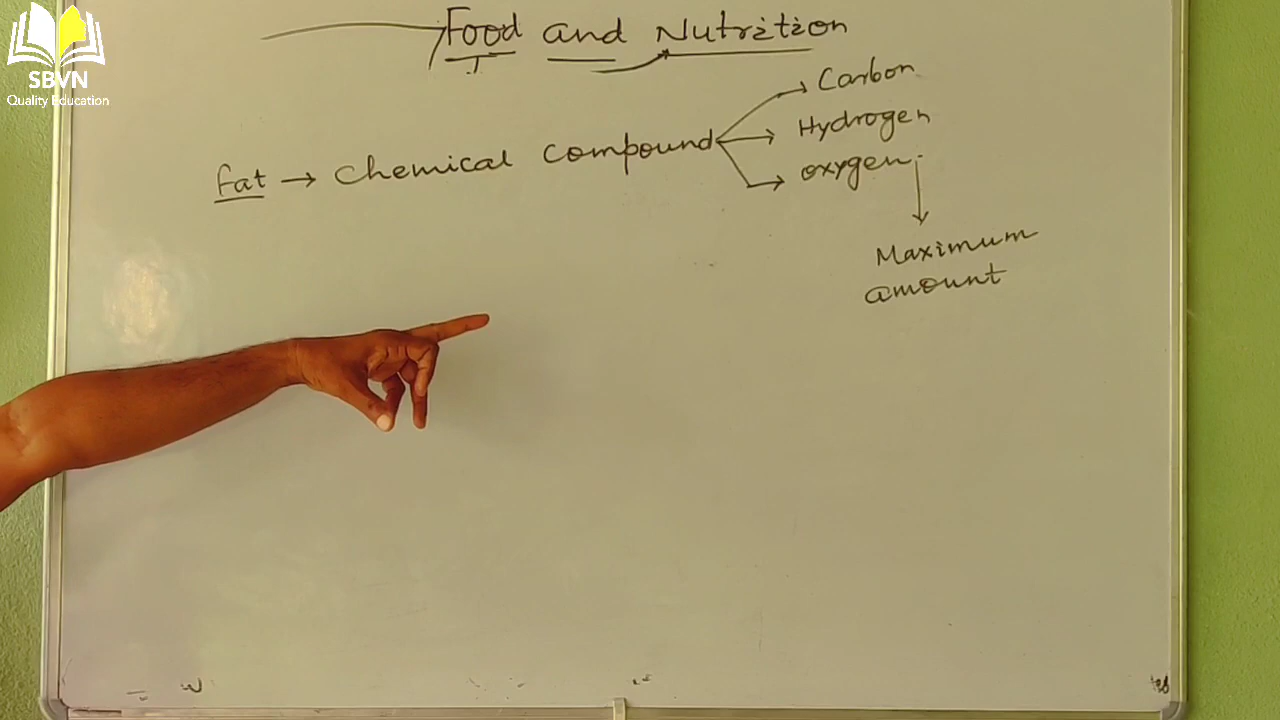 SBVN
Quality Education
Food and Nutrition
fat → chemical compound
Carbon
Hydrogen
oxygen
Maximum
amount